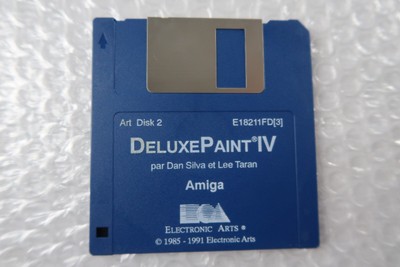 Art Disk 2 E18211FD[3]
DELUXEPAINT® IV
par Dan Silva et Lee Taran
Amiga
ELECTRONIC ARTS ®
© 1985 - 1991 Electronic Arts